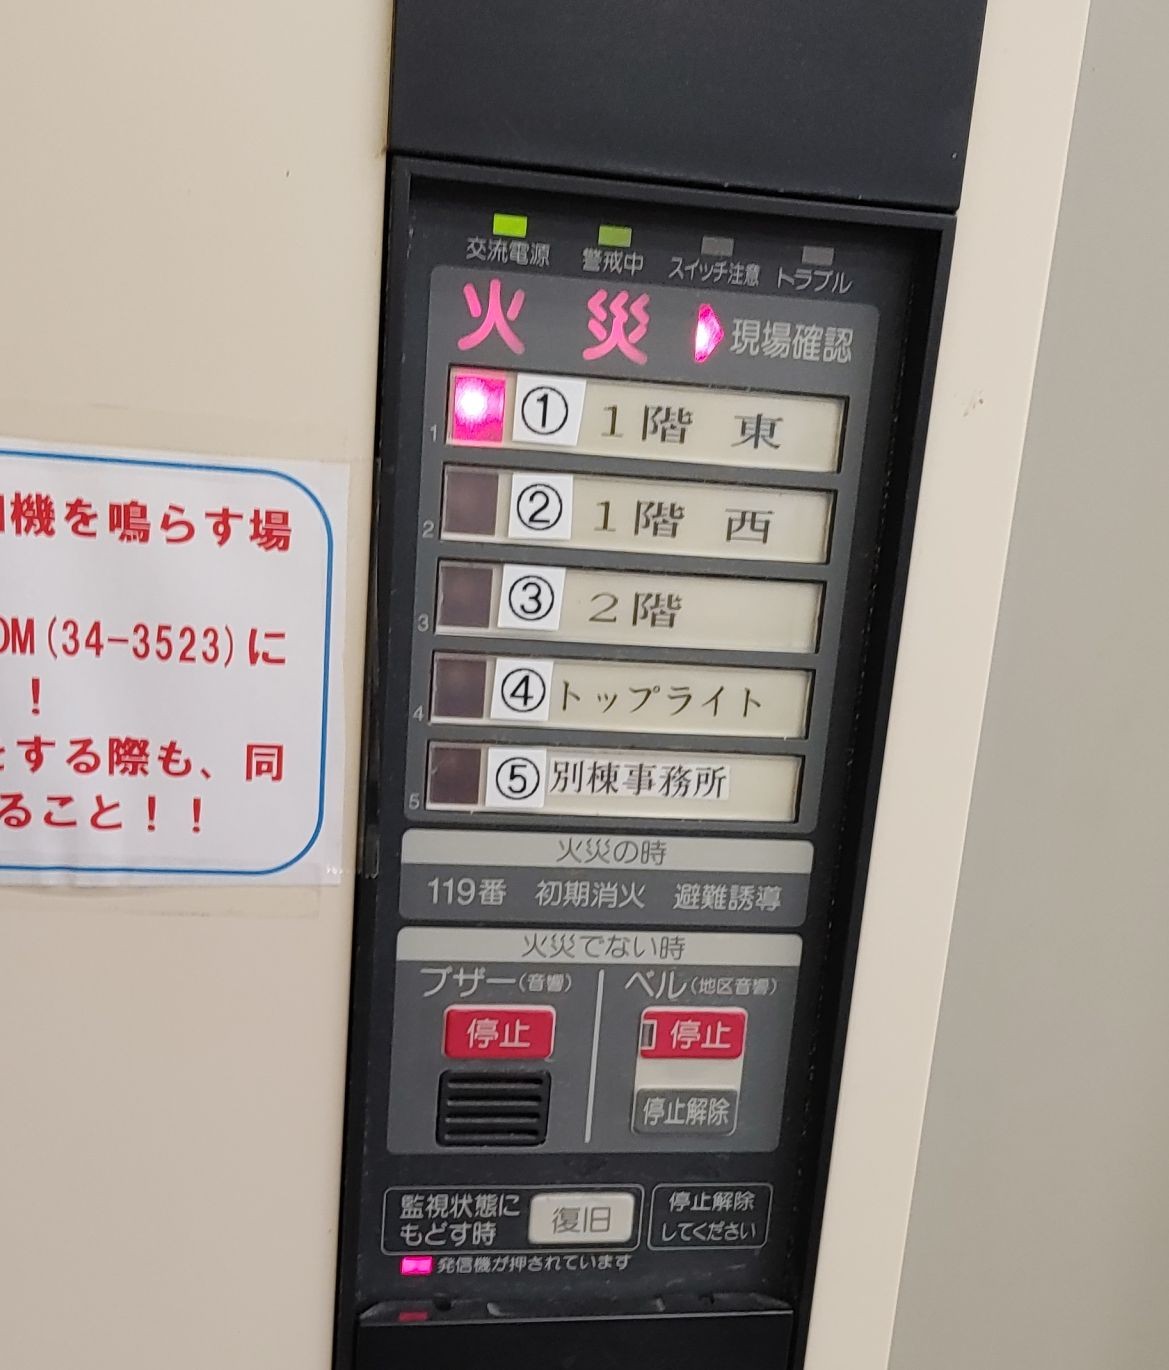 機を鳴らす場
OM(34-3523)に
！
する際も、同
ること！！
交流電源 警戒中 スイッチ注意 トラブル
火 災 現場確認
1 ① 1階 東
2 ② 1階 西
3 ③ 2階
4 ④ トップライト
5 ⑤ 別棟事務所
火災の時
119番 初期消火 避難誘導
火災でない時
ブザー(音響) ベル(地区音響)
停止 停止
停止解除
監視状態に
もどす時
復旧
停止解除
してください
発信機が押されています